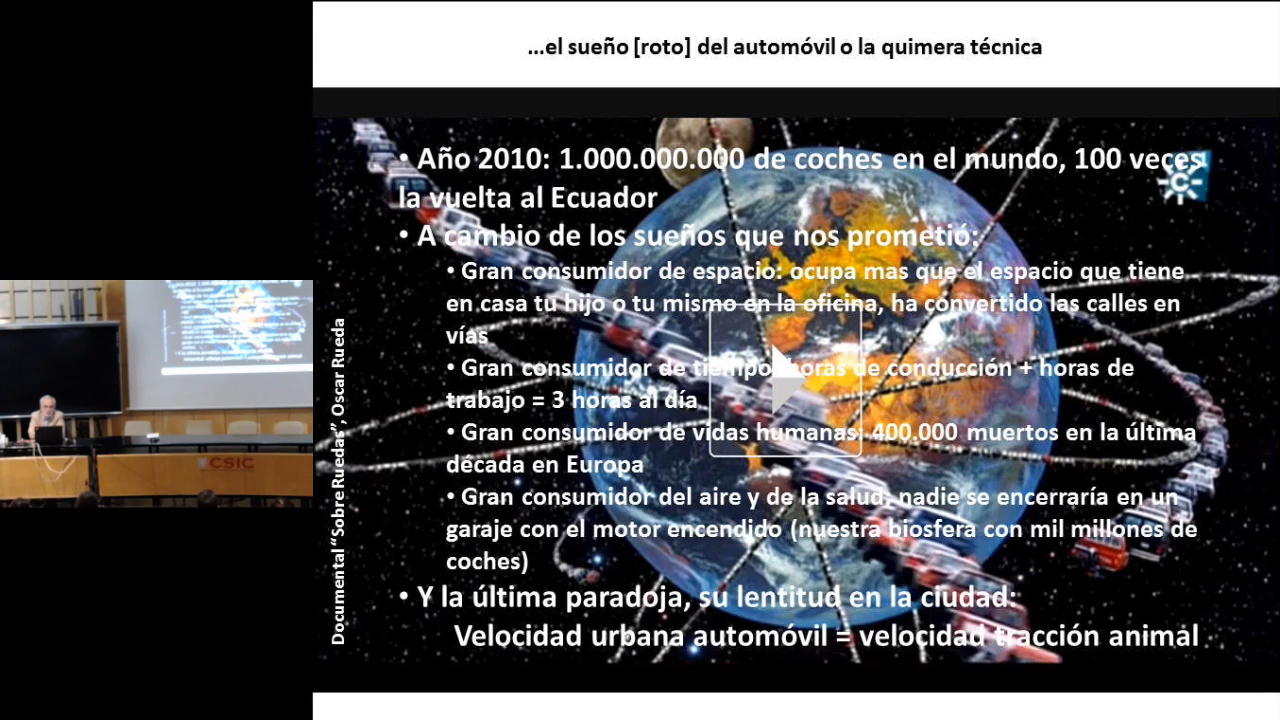 ...el sueño [roto] del automóvil o la quimera técnica
• Año 2010: 1.000.000.000 de coches en el mundo, 100 veces
la vuelta al Ecuador
• A cambio de los sueños que nos prometió:
• Gran consumidor de espacio: ocupa mas que el espacio que tiene
en casa tu hijo o tu mismo en la oficina, ha convertido las calles en
vías
• Gran consumidor de tiempo: horas de conducción + horas de
trabajo = 3 horas al día
• Gran consumidor de vidas humanas: 400.000 muertos en la última
década en Europa
• Gran consumidor del aire y de la salud, nadie se encerraría en un
garaje con el motor encendido (nuestra biosfera con mil millones de
coches)
• Y la última paradoja, su lentitud en la ciudad:
Velocidad urbana automóvil = velocidad tracción animal
Documental "Sobre Ruedas", Oscar Rueda
CSIC